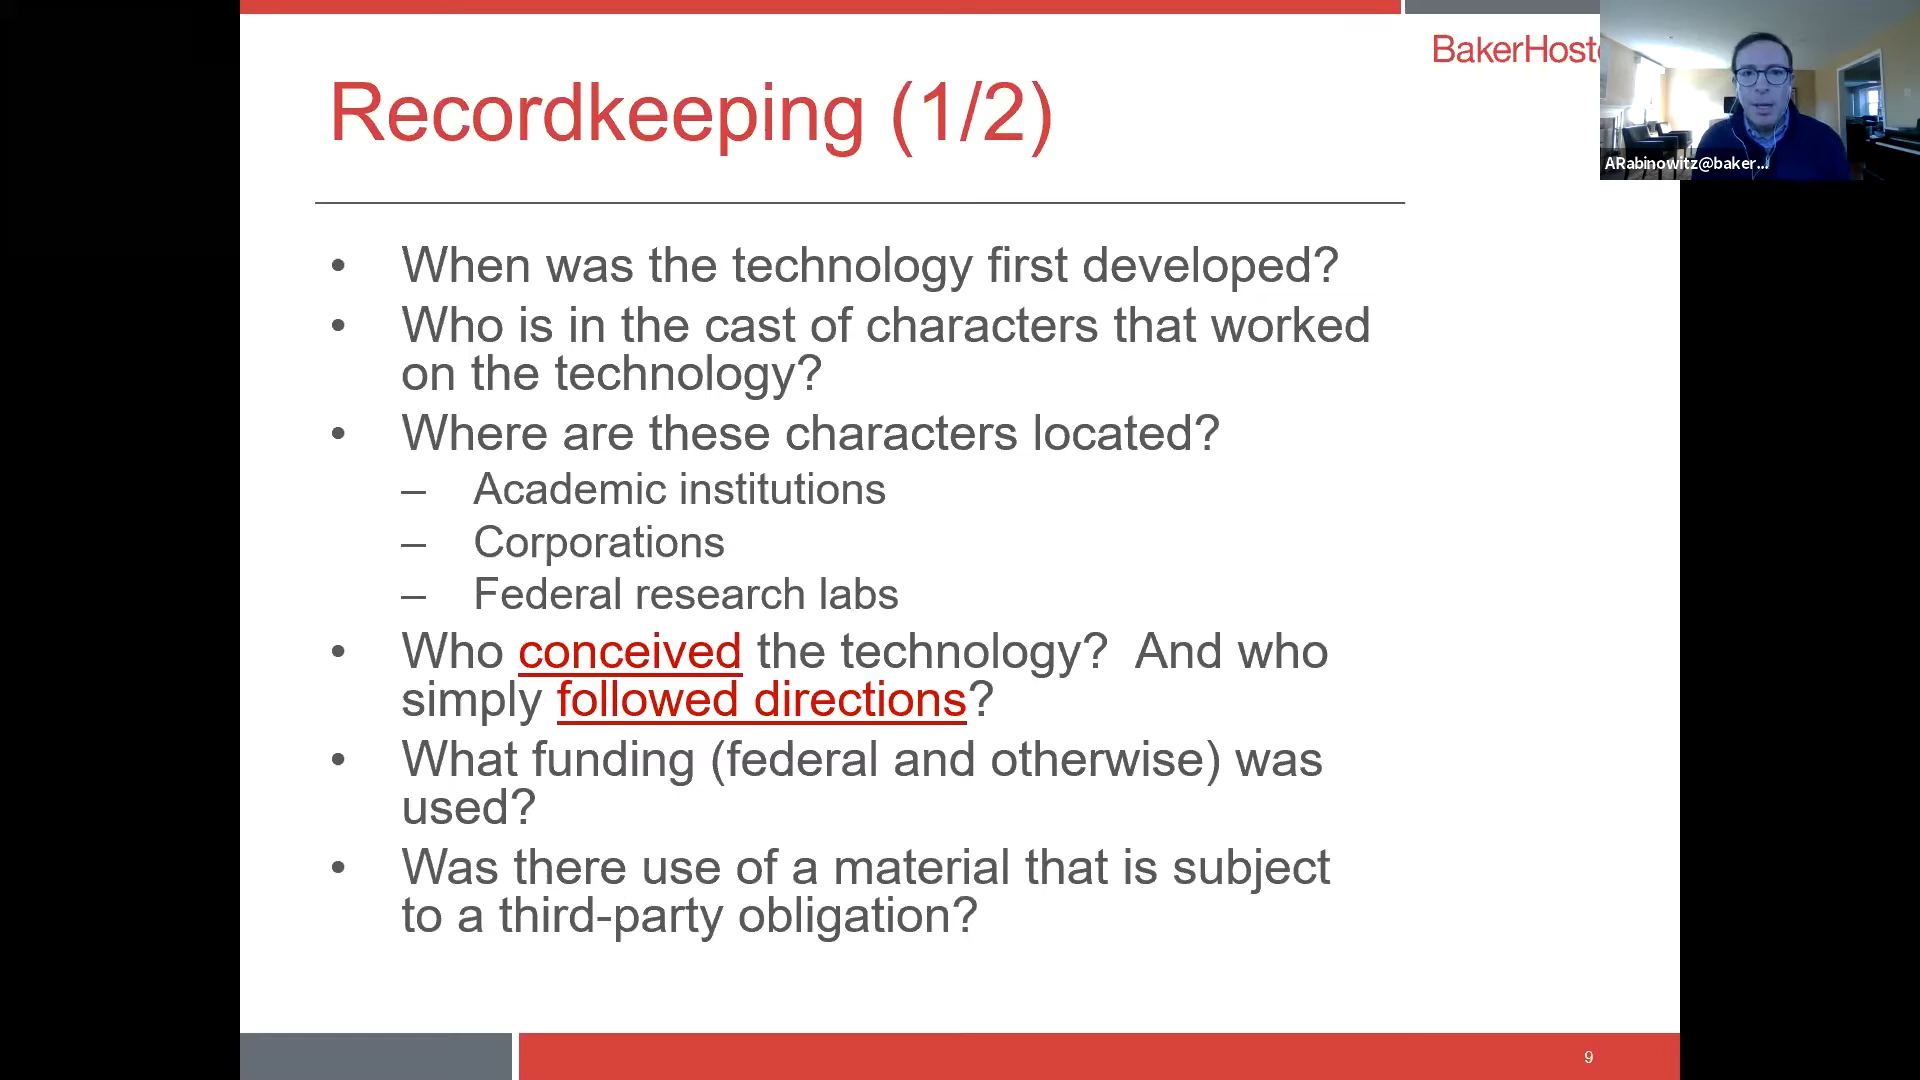 BakerHost
ARabinowitz@baker...
Recordkeeping (1/2)
• When was the technology first developed?
• Who is in the cast of characters that worked
on the technology?
• Where are these characters located?
– Academic institutions
– Corporations
– Federal research labs
• Who conceived the technology? And who
simply followed directions?
• What funding (federal and otherwise) was
used?
• Was there use of a material that is subject
to a third-party obligation?
9